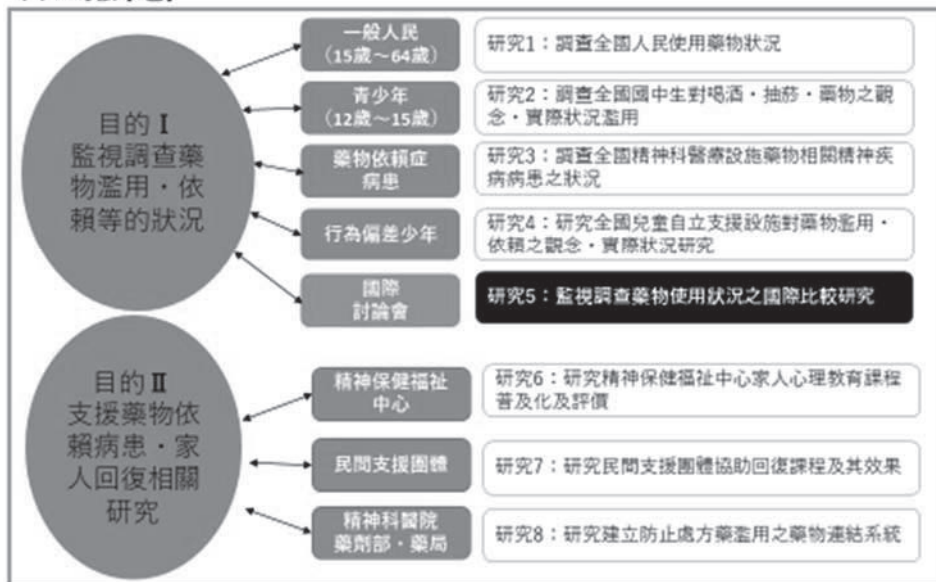 目的Ⅰ
監視調查藥
物濫用・依
賴等的狀況
一般人民
（15歲～64歲）
研究1：調查全國人民使用藥物狀況
青少年
（12歲～15歲）
研究2：調查全國國中生對喝酒・抽菸・藥物之觀
念・實際狀況濫用
藥物依賴症
病患
研究3：調查全國精神科醫療設施藥物相關精神疾
病病患之狀況
行為偏差少年
研究4：研究全國兒童自立支援設施對藥物濫用・
依賴之觀念・實際狀況研究
國際
討論會
研究5：監視調查藥物使用狀況之國際比較研究
目的Ⅱ
支援藥物依
賴病患・家
人回復相關
研究
精神保健福祉
中心
研究6：研究精神保健福祉中心家人心理教育課程
普及化及評價
民間支援團體
研究7：研究民間支援團體協助回復課程及其效果
精神科醫院
藥劑部・藥局
研究8：研究建立防止處方藥濫用之藥物連結系統